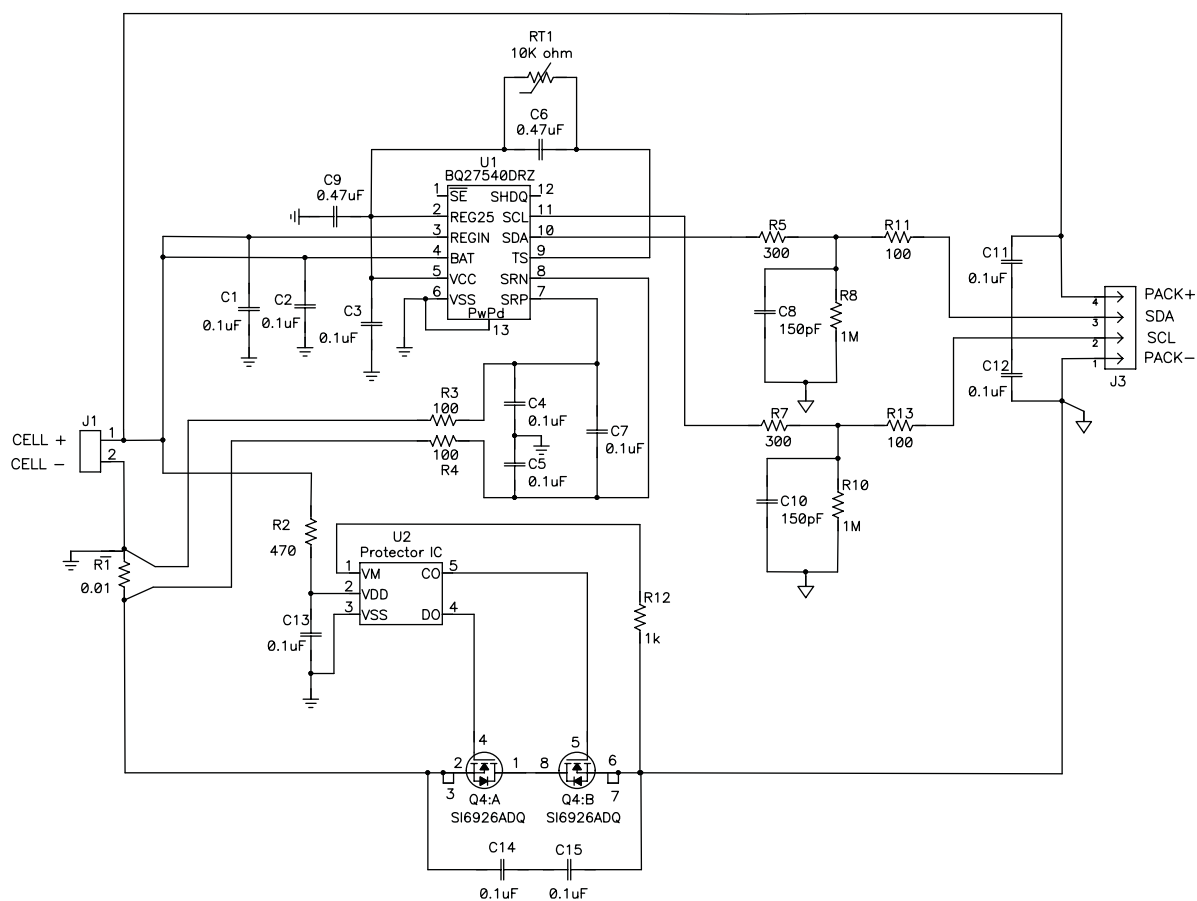 RT1
10K ohm
C6
0.47uF
U1
BQ27540DRZ
C9
0.47uF
1 SE SHDQ 12
2 REG25 SCL 11
3 REGIN SDA 10
4 BAT TS 9
5 VCC SRN 8
6 VSS SRP 7
PwPd
13
R5
300
R11
100
C11
0.1uF
C1
0.1uF
C2
0.1uF
C3
0.1uF
C8
150pF
R8
1M
PACK+
4
SDA
3
SCL
2
PACK-
1
J3
C12
0.1uF
R3
100
100
R4
C4
0.1uF
C5
0.1uF
C7
0.1uF
R7
300
R13
100
J1
CELL + 1
CELL - 2
C10
150pF
R10
1M
R2
470
R1
0.01
U2
Protector IC
1 VM CO 5
2 VDD
3 VSS DO 4
C13
0.1uF
R12
1k
4
2
3
1
8
5
6
7
Q4:A
SI6926ADQ
Q4:B
SI6926ADQ
C14
0.1uF
C15
0.1uF